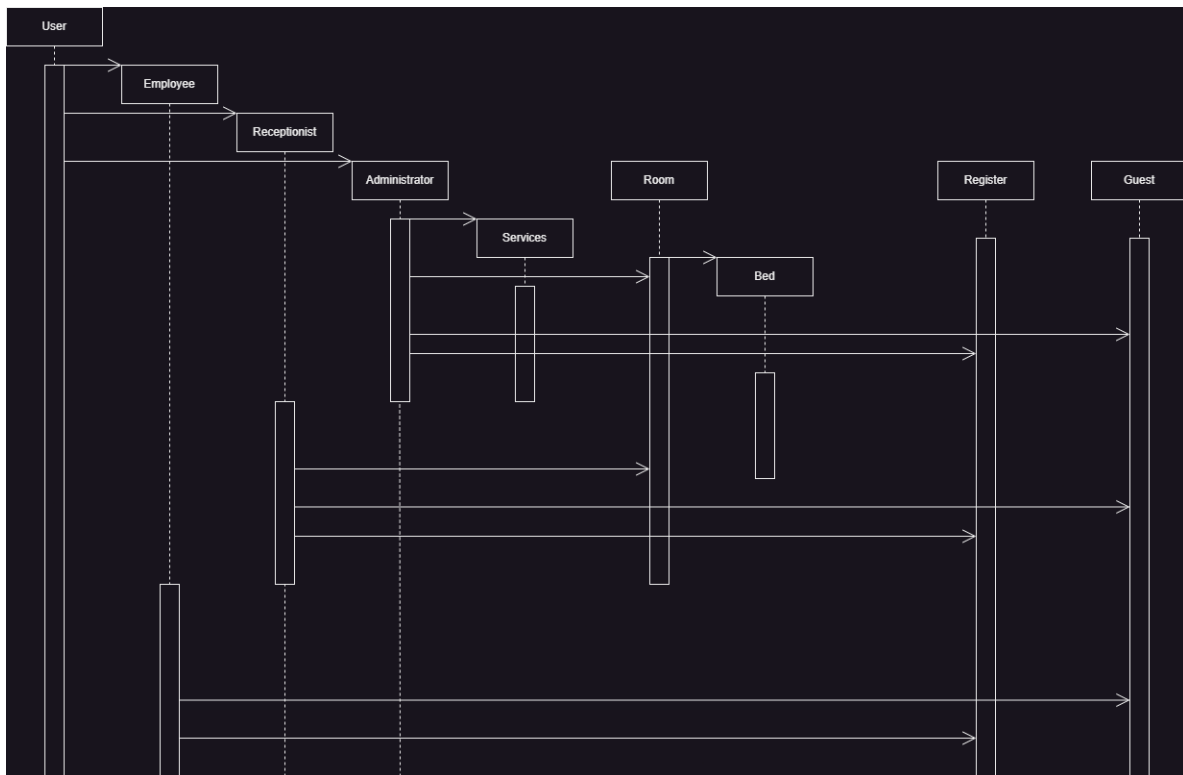 User
Employee
Receptionist
Administrator
Room
Register
Guest
Services
Bed